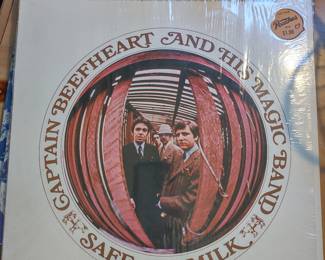 CAPTAIN BEEFHEART AND HIS MAGIC BAND
SAFE MILK